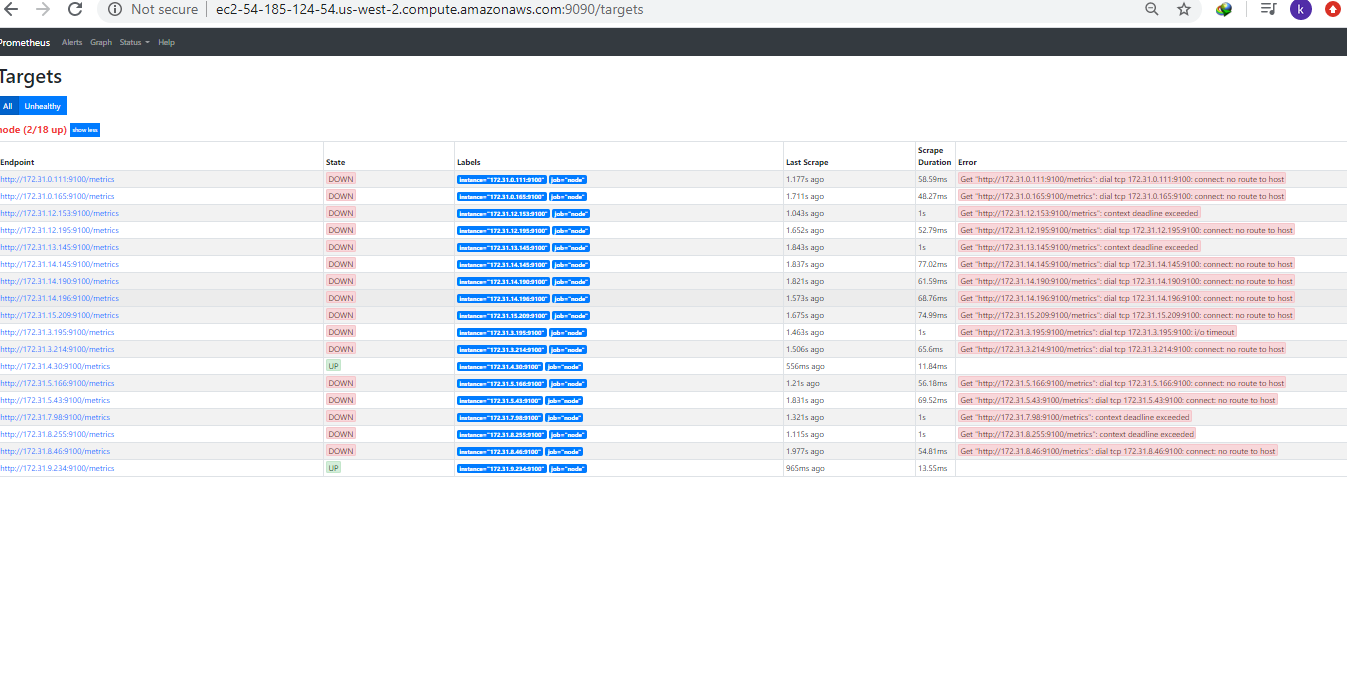 Not secure | ec2-54-185-124-54.us-west-2.compute.amazonaws.com:9090/targets k
Prometheus Alerts Graph Status Help
Targets
All Unhealthy
node (2/18 up) show less
Endpoint State Labels Last Scrape Scrape Duration Error
http://172.31.0.111:9100/metrics DOWN instance="172.31.0.111:9100" job="node" 1.177s ago 58.59ms Get "http://172.31.0.111:9100/metrics": dial tcp 172.31.0.111:9100: connect: no route to host
http://172.31.0.165:9100/metrics DOWN instance="172.31.0.165:9100" job="node" 1.711s ago 48.27ms Get "http://172.31.0.165:9100/metrics": dial tcp 172.31.0.165:9100: connect: no route to host
http://172.31.12.153:9100/metrics DOWN instance="172.31.12.153:9100" job="node" 1.043s ago 1s Get "http://172.31.12.153:9100/metrics": context deadline exceeded
http://172.31.12.195:9100/metrics DOWN instance="172.31.12.195:9100" job="node" 1.652s ago 52.79ms Get "http://172.31.12.195:9100/metrics": dial tcp 172.31.12.195:9100: connect: no route to host
http://172.31.13.145:9100/metrics DOWN instance="172.31.13.145:9100" job="node" 1.843s ago 1s Get "http://172.31.13.145:9100/metrics": context deadline exceeded
http://172.31.14.145:9100/metrics DOWN instance="172.31.14.145:9100" job="node" 1.837s ago 77.02ms Get "http://172.31.14.145:9100/metrics": dial tcp 172.31.14.145:9100: connect: no route to host
http://172.31.14.190:9100/metrics DOWN instance="172.31.14.190:9100" job="node" 1.821s ago 61.59ms Get "http://172.31.14.190:9100/metrics": dial tcp 172.31.14.190:9100: connect: no route to host
http://172.31.14.196:9100/metrics DOWN instance="172.31.14.196:9100" job="node" 1.573s ago 68.76ms Get "http://172.31.14.196:9100/metrics": dial tcp 172.31.14.196:9100: connect: no route to host
http://172.31.15.209:9100/metrics DOWN instance="172.31.15.209:9100" job="node" 1.675s ago 74.99ms Get "http://172.31.15.209:9100/metrics": dial tcp 172.31.15.209:9100: connect: no route to host
http://172.31.3.195:9100/metrics DOWN instance="172.31.3.195:9100" job="node" 1.463s ago 1s Get "http://172.31.3.195:9100/metrics": dial tcp 172.31.3.195:9100: i/o timeout
http://172.31.3.214:9100/metrics DOWN instance="172.31.3.214:9100" job="node" 1.506s ago 65.6ms Get "http://172.31.3.214:9100/metrics": dial tcp 172.31.3.214:9100: connect: no route to host
http://172.31.4.30:9100/metrics UP instance="172.31.4.30:9100" job="node" 556ms ago 11.84ms
http://172.31.5.166:9100/metrics DOWN instance="172.31.5.166:9100" job="node" 1.21s ago 56.18ms Get "http://172.31.5.166:9100/metrics": dial tcp 172.31.5.166:9100: connect: no route to host
http://172.31.5.43:9100/metrics DOWN instance="172.31.5.43:9100" job="node" 1.831s ago 69.52ms Get "http://172.31.5.43:9100/metrics": dial tcp 172.31.5.43:9100: connect: no route to host
http://172.31.7.98:9100/metrics DOWN instance="172.31.7.98:9100" job="node" 1.321s ago 1s Get "http://172.31.7.98:9100/metrics": context deadline exceeded
http://172.31.8.255:9100/metrics DOWN instance="172.31.8.255:9100" job="node" 1.115s ago 1s Get "http://172.31.8.255:9100/metrics": context deadline exceeded
http://172.31.8.46:9100/metrics DOWN instance="172.31.8.46:9100" job="node" 1.977s ago 54.81ms Get "http://172.31.8.46:9100/metrics": dial tcp 172.31.8.46:9100: connect: no route to host
http://172.31.9.234:9100/metrics UP instance="172.31.9.234:9100" job="node" 965ms ago 13.55ms